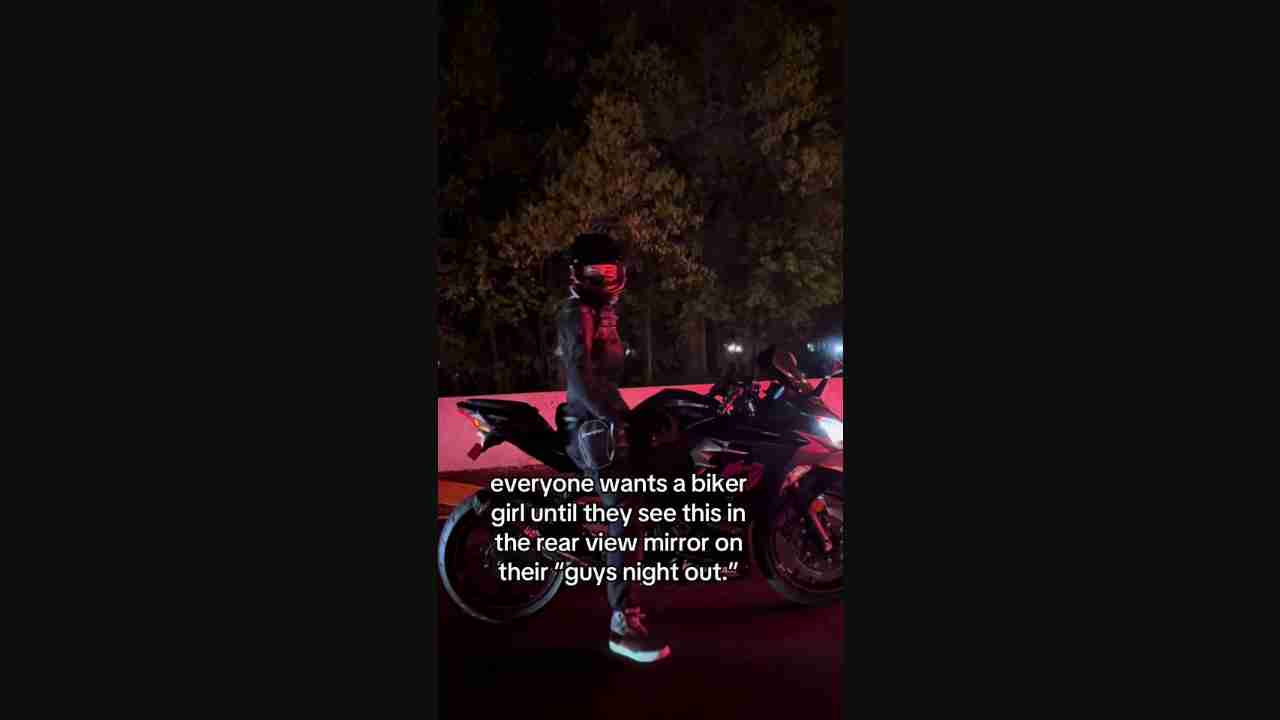 everyone wants a biker
girl until they see this in
the rear view mirror on
their “guys night out.”